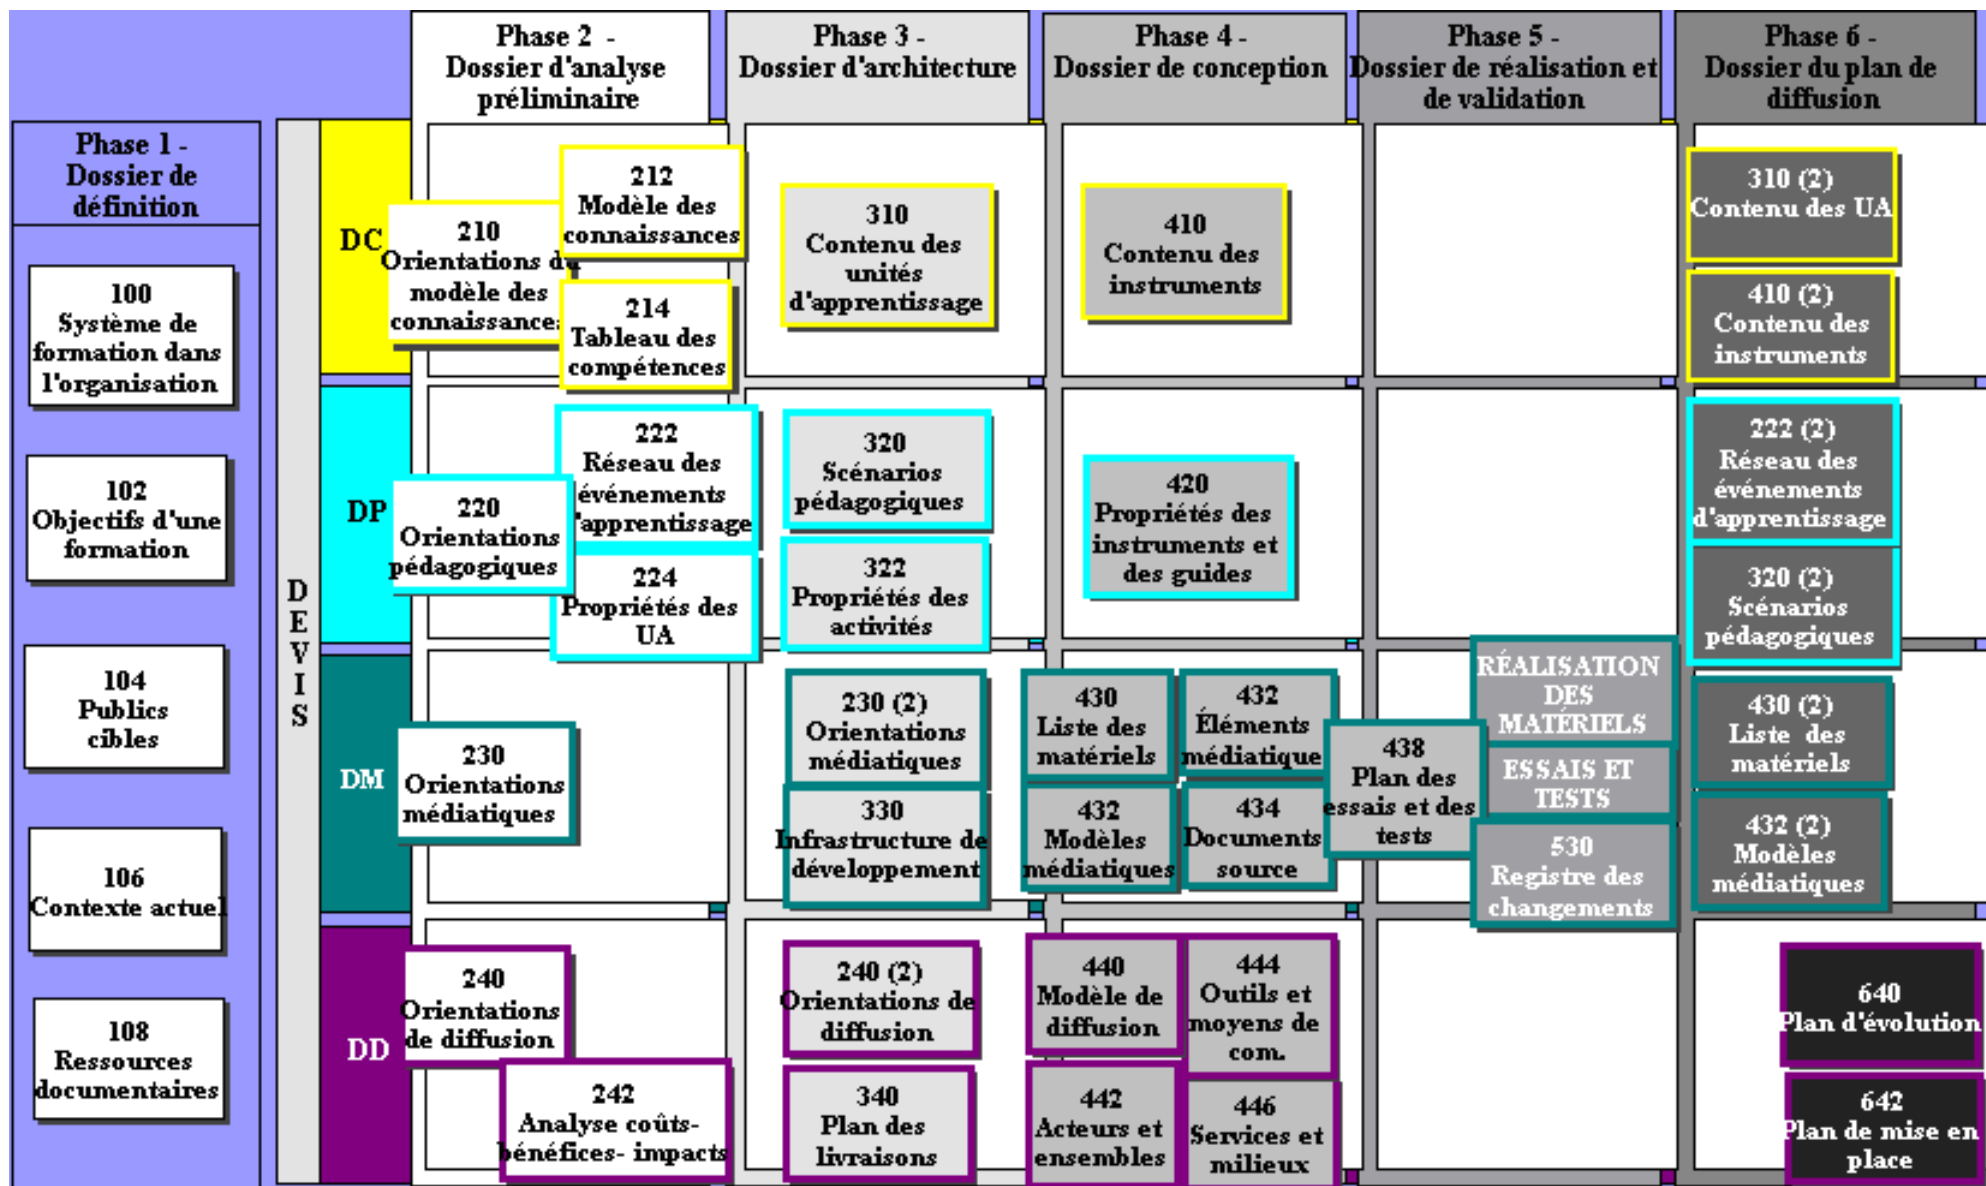 Phase 2 -
Dossier d'analyse
préliminaire
Phase 3 -
Dossier d'architecture
Phase 4 -
Dossier de conception
Phase 5 -
Dossier de réalisation et
de validation
Phase 6 -
Dossier du plan de
diffusion
Phase 1 -
Dossier de
définition
100
Système de
formation dans
l'organisation
102
Objectifs d'une
formation
104
Publics
cibles
106
Contexte actuel
108
Ressources
documentaires
D
E
V
I
S
DC
210
Orientations du
modèle des
connaissances
212
Modèle des
connaissances
214
Tableau des
compétences
310
Contenu des
unités
d'apprentissage
410
Contenu des
instruments
310 (2)
Contenu des UA
410 (2)
Contenu des
instruments
DP
220
Orientations
pédagogiques
222
Réseau des
événements
'apprentissage
224
Propriétés des
UA
320
Scénarios
pédagogiques
322
Propriétés des
activités
420
Propriétés des
instruments et
des guides
222 (2)
Réseau des
événements
d'apprentissage
320 (2)
Scénarios
pédagogiques
DM
230
Orientations
médiatiques
230 (2)
Orientations
médiatiques
330
Infrastructure de
développement
430
Liste des
matériels
432
Éléments
médiatique
432
Modèles
médiatiques
434
Documents
source
438
Plan des
essais et des
tests
RÉALISATION
DES
MATÉRIELS
ESSAIS ET
TESTS
530
Registre des
changements
430 (2)
Liste des
matériels
432 (2)
Modèles
médiatiques
DD
240
Orientations
de diffusion
242
Analyse coûts-
bénéfices- impacts
240 (2)
Orientations de
diffusion
340
Plan des
livraisons
440
Modèle de
diffusion
444
Outils et
moyens de
com.
442
Acteurs et
ensembles
446
Services et
milieux
640
Plan d'évolution
642
Plan de mise en
place